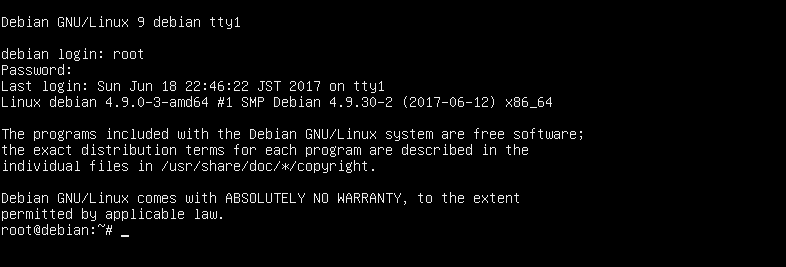 Debian GNU/Linux 9 debian tty1
debian login: root
Password:
Last login: Sun Jun 18 22:46:22 JST 2017 on tty1
Linux debian 4.9.0-3-amd64 #1 SMP Debian 4.9.30-2 (2017-06-12) x86_64
The programs included with the Debian GNU/Linux system are free software;
the exact distribution terms for each program are described in the
individual files in /usr/share/doc/*/copyright.
Debian GNU/Linux comes with ABSOLUTELY NO WARRANTY, to the extent
permitted by applicable law.
root@debian:~# _